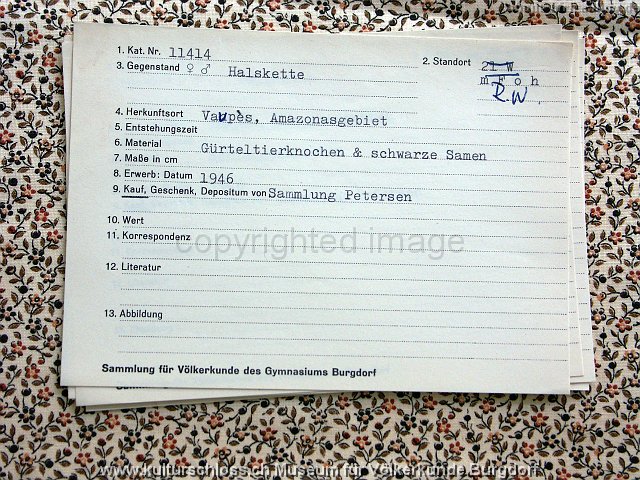 1. Kat. Nr. 11414
2. Standort 21 W
m F o h
R.W.
3. Gegenstand ♀ ♂ Halskette
4. Herkunftsort Vaupès, Amazonasgebiet
5. Entstehungszeit
6. Material Gürteltierknochen & schwarze Samen
7. Maße in cm
8. Erwerb: Datum 1946
9. Kauf, Geschenk, Depositum von Sammlung Petersen
10. Wert
11. Korrespondenz
copyrighted image
12. Literatur
13. Abbildung
Sammlung für Völkerkunde des Gymnasiums Burgdorf
www.kulturschloss.ch Museum für Völkerkunde Burgdorf